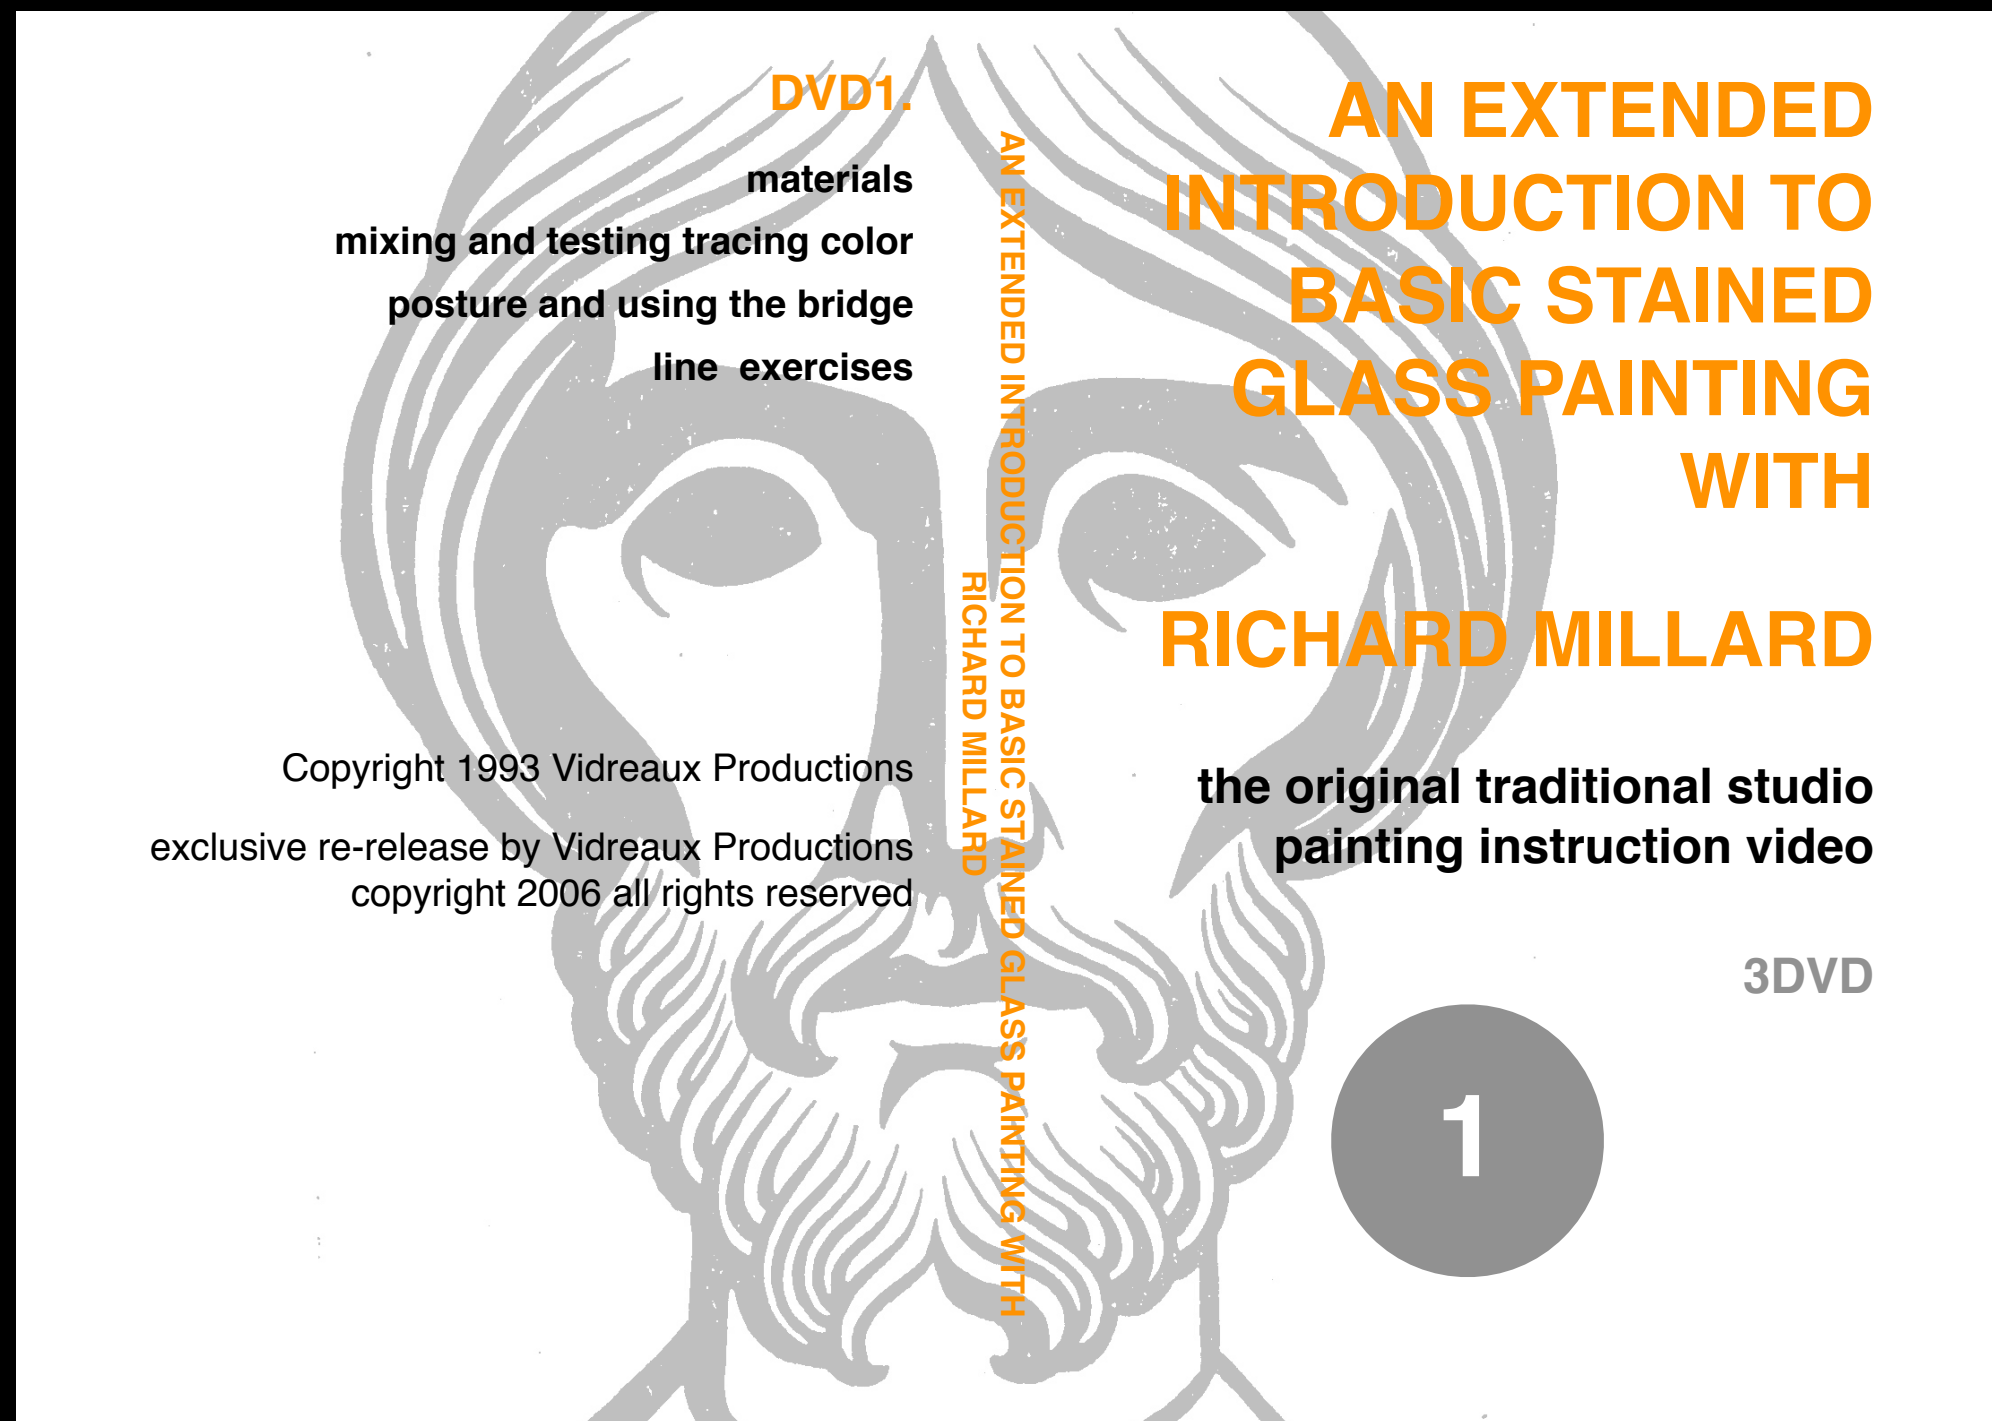 DVD1.
materials
mixing and testing tracing color
posture and using the bridge
line exercises
Copyright 1993 Vidreaux Productions
exclusive re-release by Vidreaux Productions
copyright 2006 all rights reserved
AN EXTENDED INTRODUCTION TO BASIC STAINED GLASS PAINTING WITH
RICHARD MILLARD
AN EXTENDED
INTRODUCTION TO
BASIC STAINED
GLASS PAINTING
WITH
RICHARD MILLARD
the original traditional studio
painting instruction video
3DVD
1